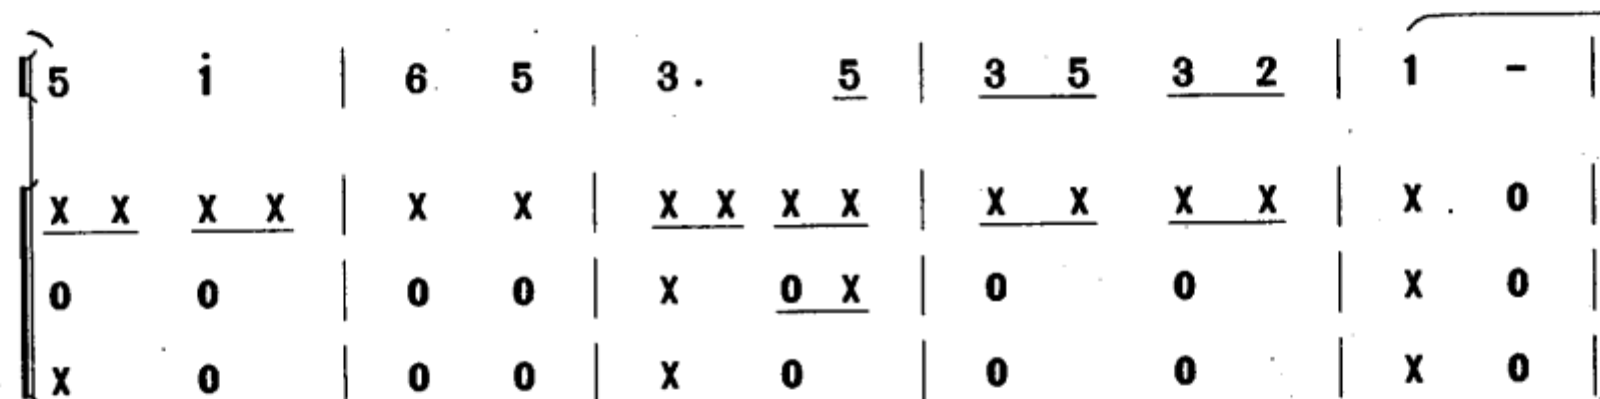 5 i | 6 5 | 3. 5 | 3 5 3 2 | 1 - |
X X X X | X X | X X X X | X X X X | X 0 |
0 0 | 0 0 | X 0 X | 0 0 | X 0 |
X 0 | 0 0 | X 0 | 0 0 | X 0 |